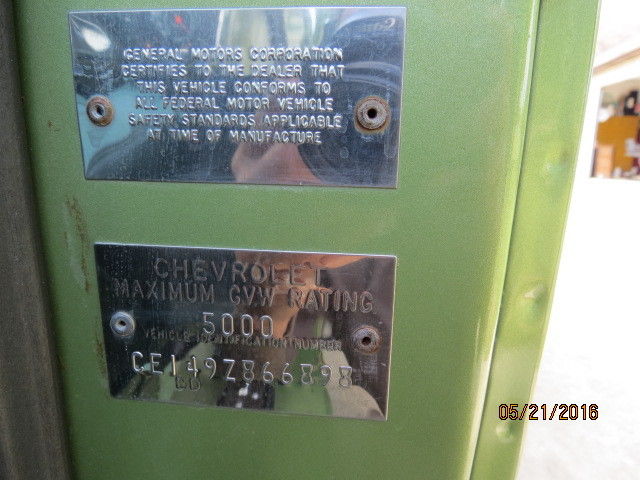 GENERAL MOTORS CORPORATION
CERTIFIES TO THE DEALER THAT
THIS VEHICLE CONFORMS TO
ALL FEDERAL MOTOR VEHICLE
SAFETY STANDARDS APPLICABLE
AT TIME OF MANUFACTURE
CHEVROLET
MAXIMUM GVW RATING
5000
VEHICLE IDENTIFICATION NUMBER
CE149Z866898
05/21/2016